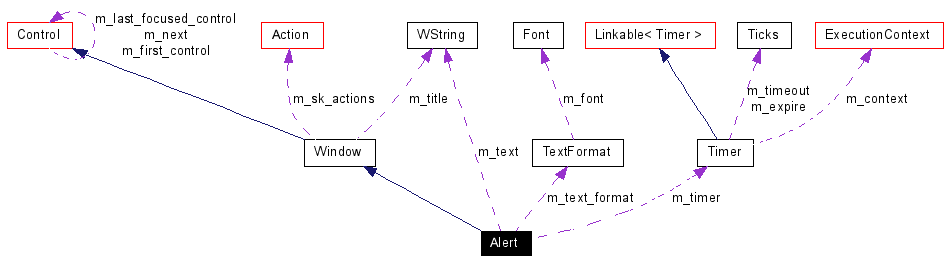 m_last_focused_control
m_next
m_first_control
Control
Action
WString
Font
Linkable< Timer >
Ticks
ExecutionContext
m_sk_actions
m_title
m_font
m_timeout
m_expire
m_context
Window
m_text
TextFormat
Timer
m_text_format
m_timer
Alert